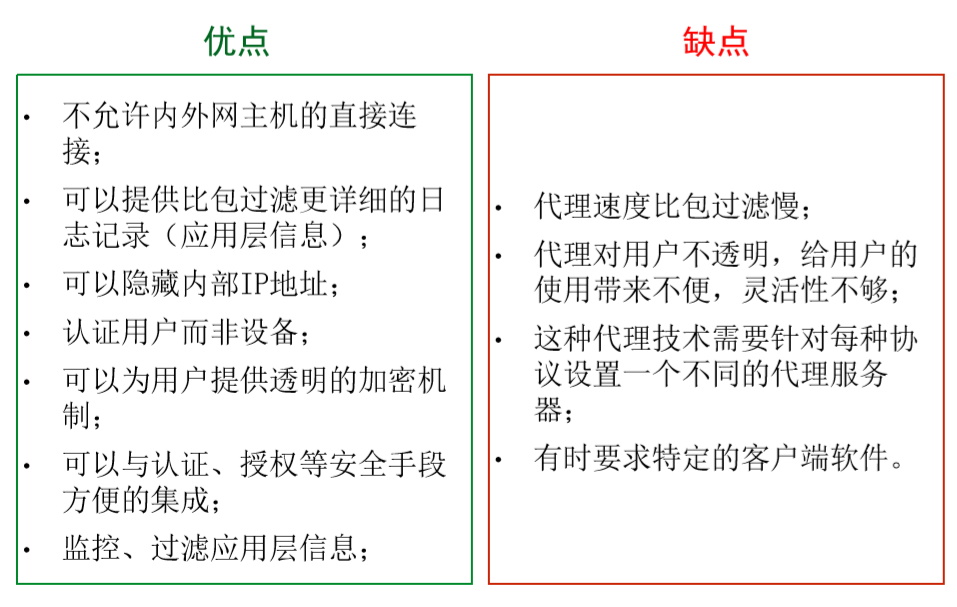 优点
• 不允许内外网主机的直接连
接；
• 可以提供比包过滤更详细的日
志记录（应用层信息）；
• 可以隐藏内部IP地址；
• 认证用户而非设备；
• 可以为用户提供透明的加密机
制；
• 可以与认证、授权等安全手段
方便的集成；
• 监控、过滤应用层信息；
缺点
• 代理速度比包过滤慢；
• 代理对用户不透明，给用户的
使用带来不便，灵活性不够；
• 这种代理技术需要针对每种协
议设置一个不同的代理服务
器；
• 有时要求特定的客户端软件。